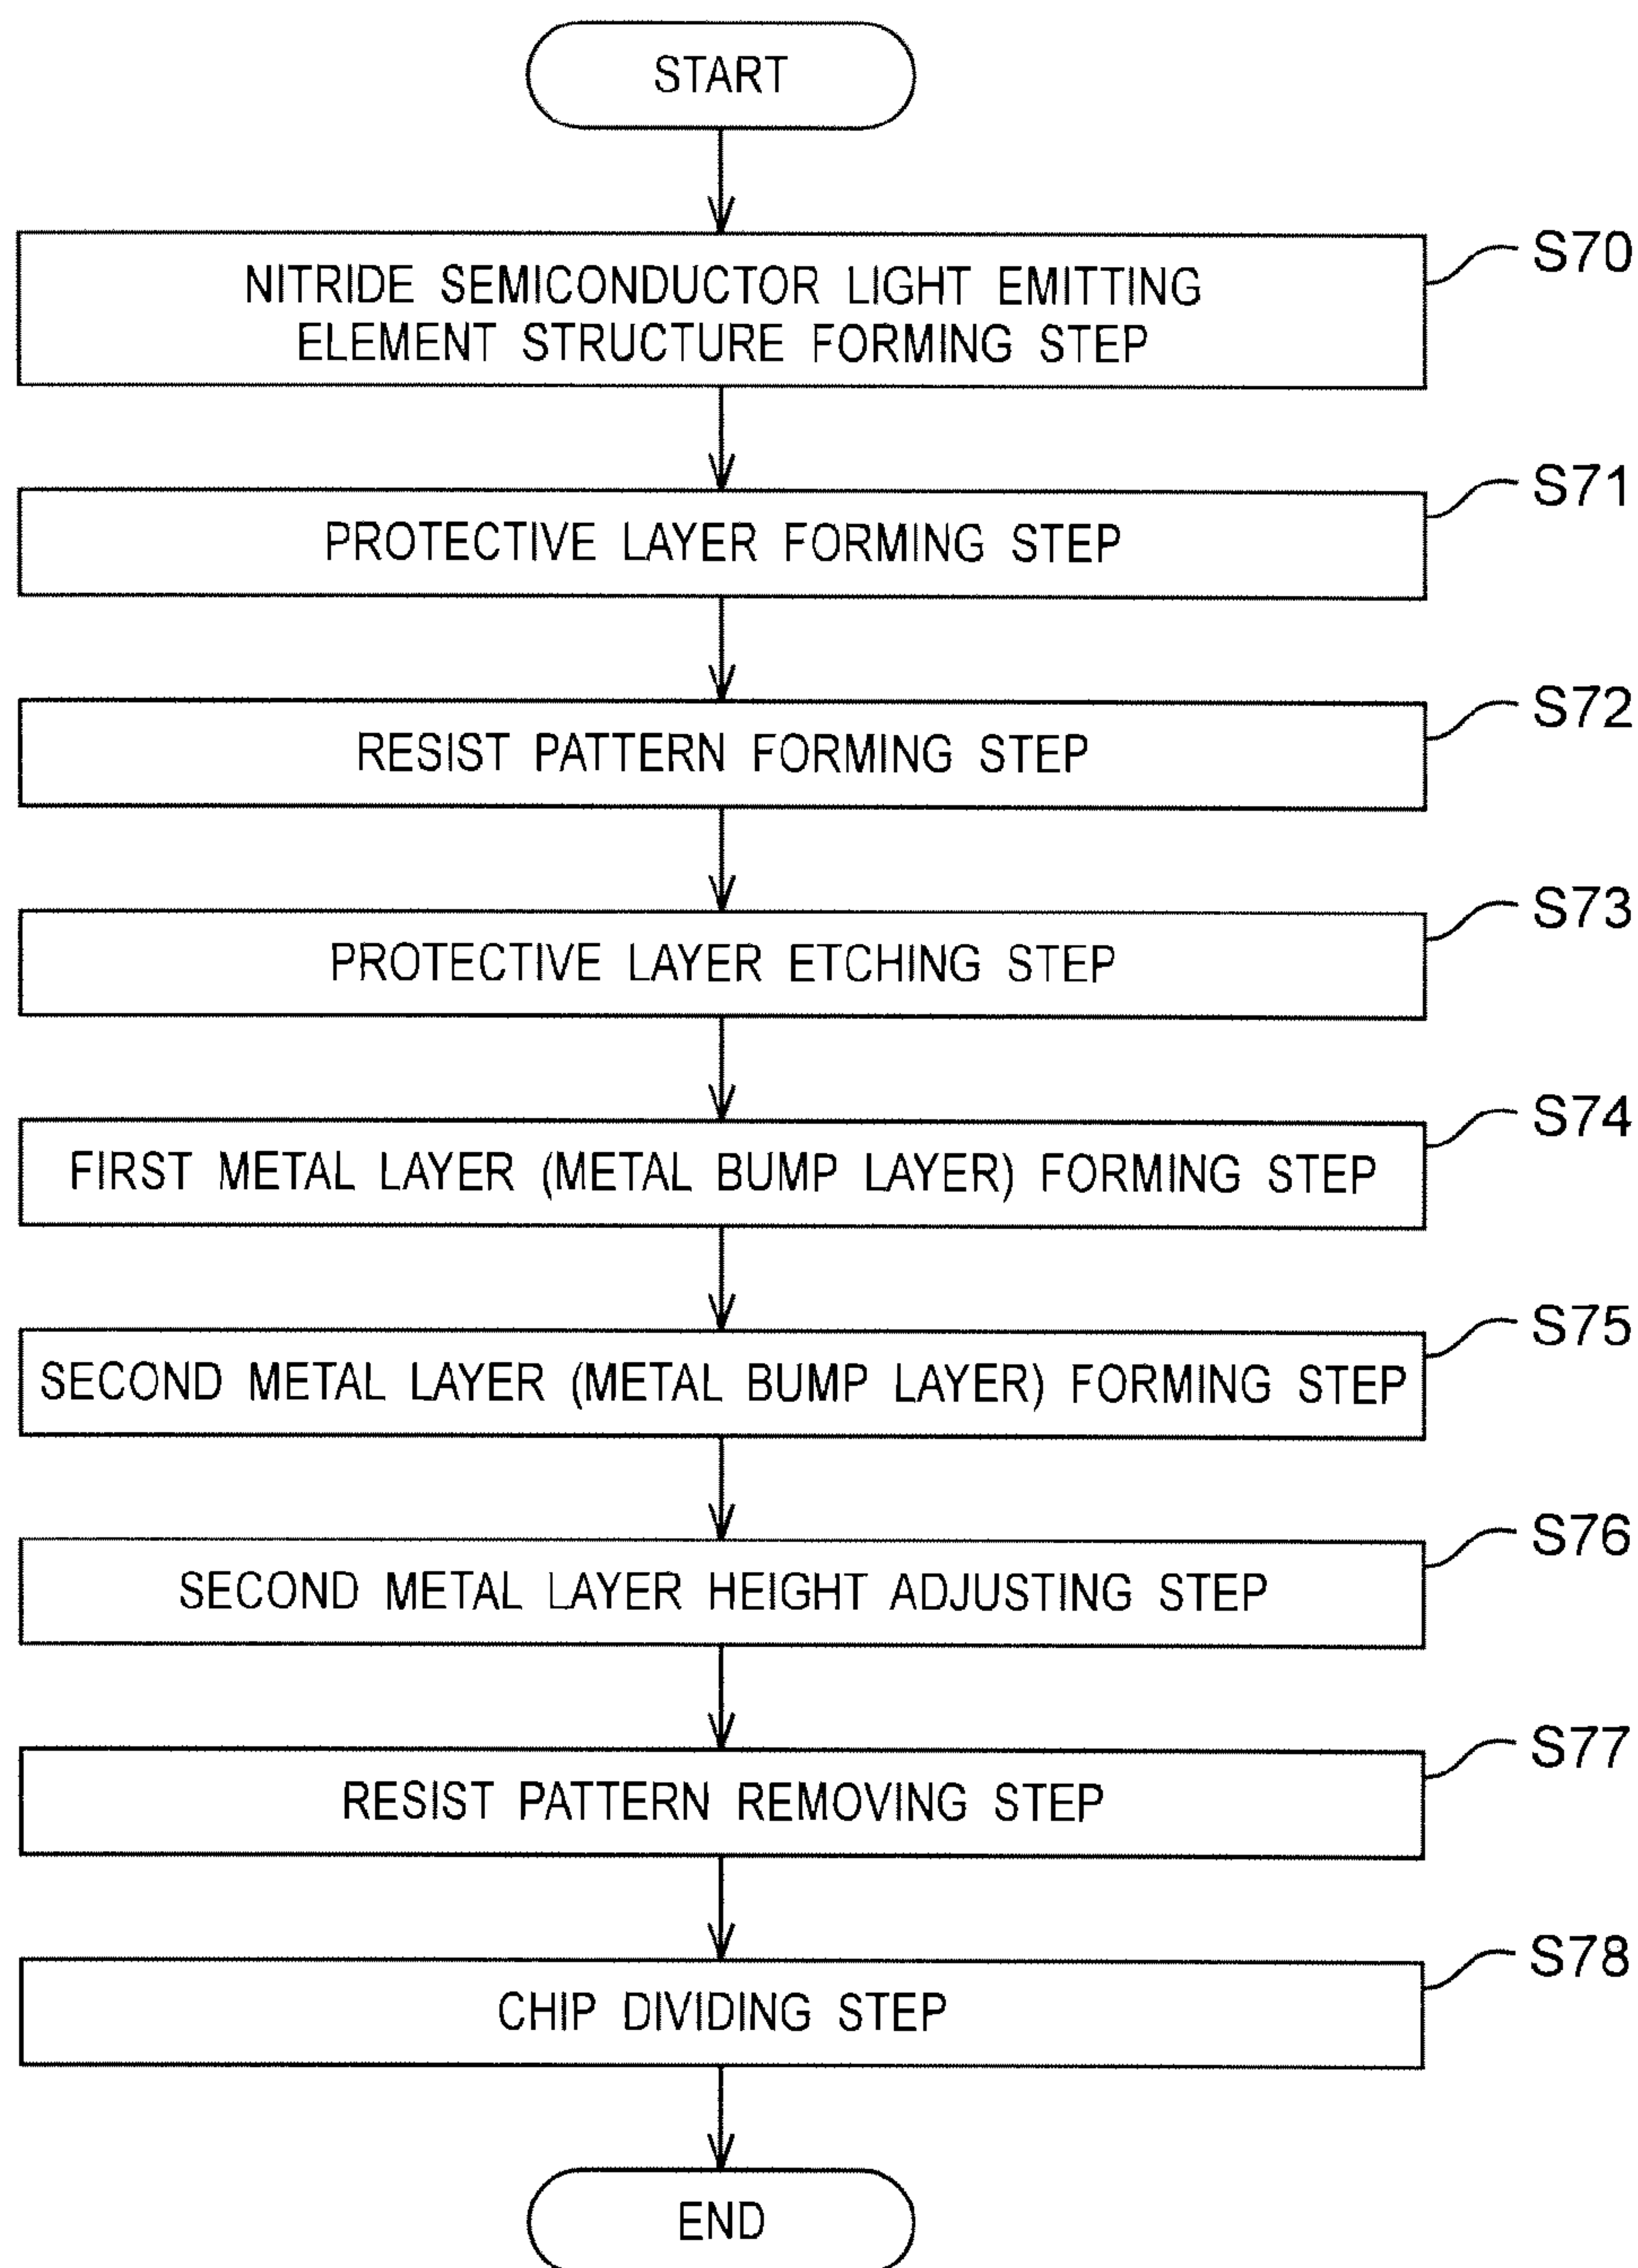 START
S70
NITRIDE SEMICONDUCTOR LIGHT EMITTING
ELEMENT STRUCTURE FORMING STEP
S71
PROTECTIVE LAYER FORMING STEP
S72
RESIST PATTERN FORMING STEP
S73
PROTECTIVE LAYER ETCHING STEP
S74
FIRST METAL LAYER (METAL BUMP LAYER) FORMING STEP
S75
SECOND METAL LAYER (METAL BUMP LAYER) FORMING STEP
S76
SECOND METAL LAYER HEIGHT ADJUSTING STEP
S77
RESIST PATTERN REMOVING STEP
S78
CHIP DIVIDING STEP
END